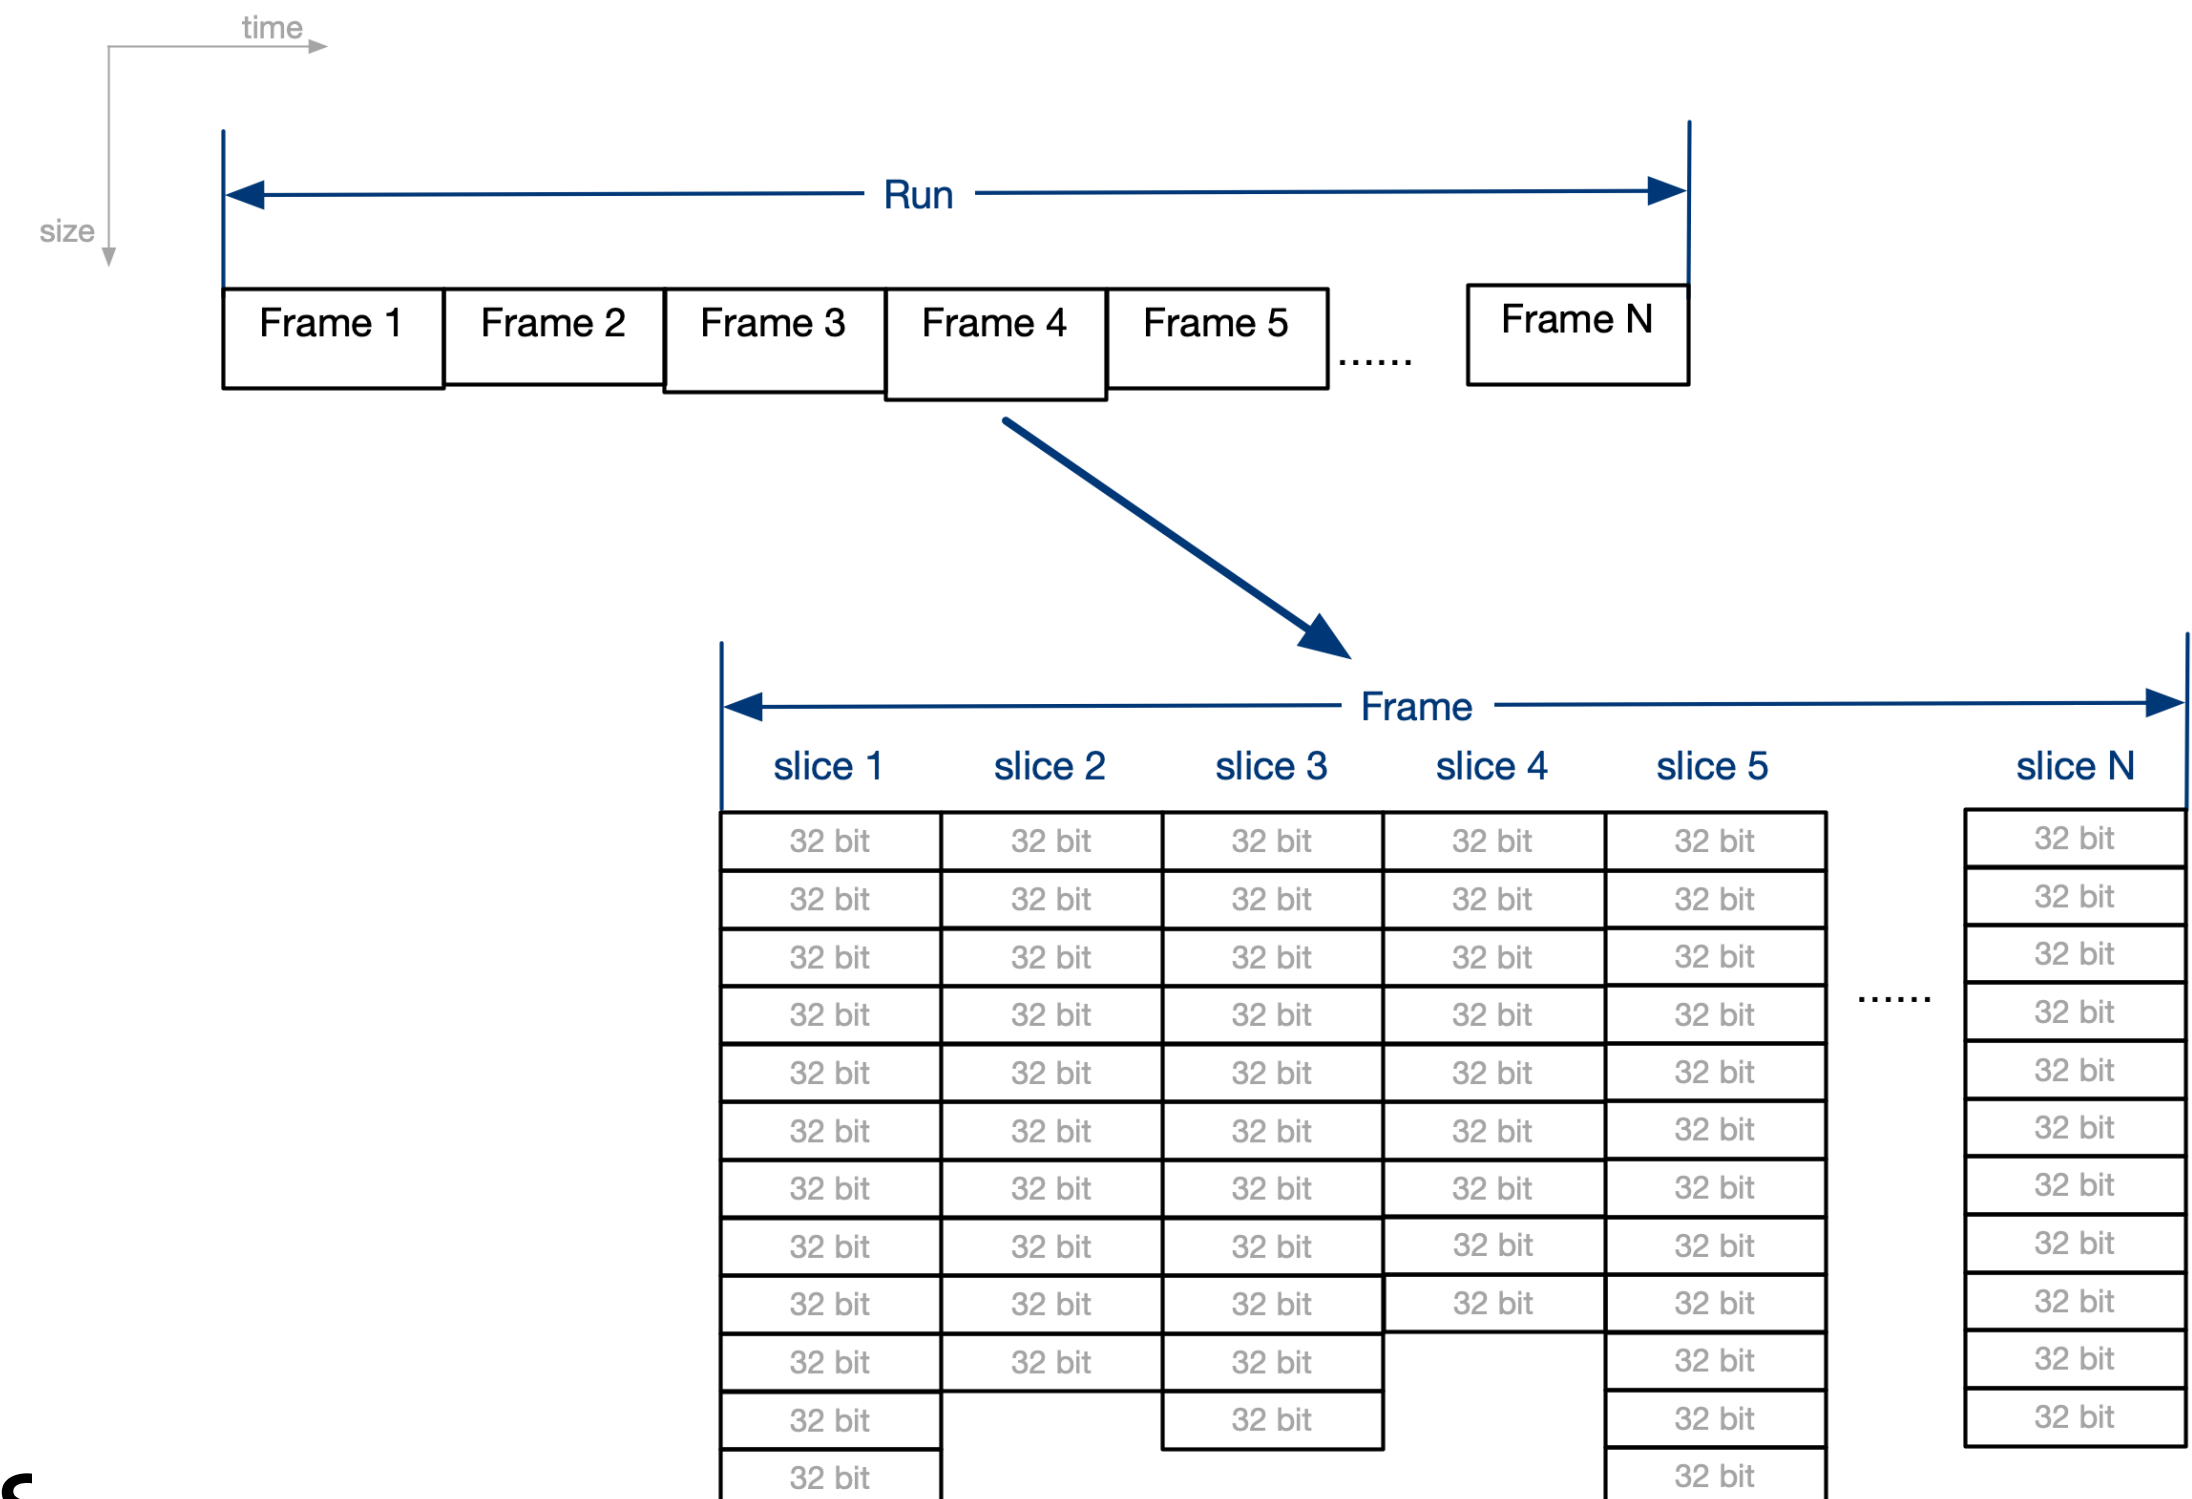 time
size
Run
Frame 1 Frame 2 Frame 3 Frame 4 Frame 5 ...... Frame N
Frame
slice 1 slice 2 slice 3 slice 4 slice 5 slice N
32 bit 32 bit 32 bit 32 bit 32 bit 32 bit
32 bit 32 bit 32 bit 32 bit 32 bit 32 bit
32 bit 32 bit 32 bit 32 bit 32 bit 32 bit
32 bit 32 bit 32 bit 32 bit 32 bit ...... 32 bit
32 bit 32 bit 32 bit 32 bit 32 bit 32 bit
32 bit 32 bit 32 bit 32 bit 32 bit 32 bit
32 bit 32 bit 32 bit 32 bit 32 bit 32 bit
32 bit 32 bit 32 bit 32 bit 32 bit 32 bit
32 bit 32 bit 32 bit 32 bit 32 bit 32 bit
32 bit 32 bit 32 bit 32 bit 32 bit
32 bit 32 bit 32 bit 32 bit
32 bit 32 bit